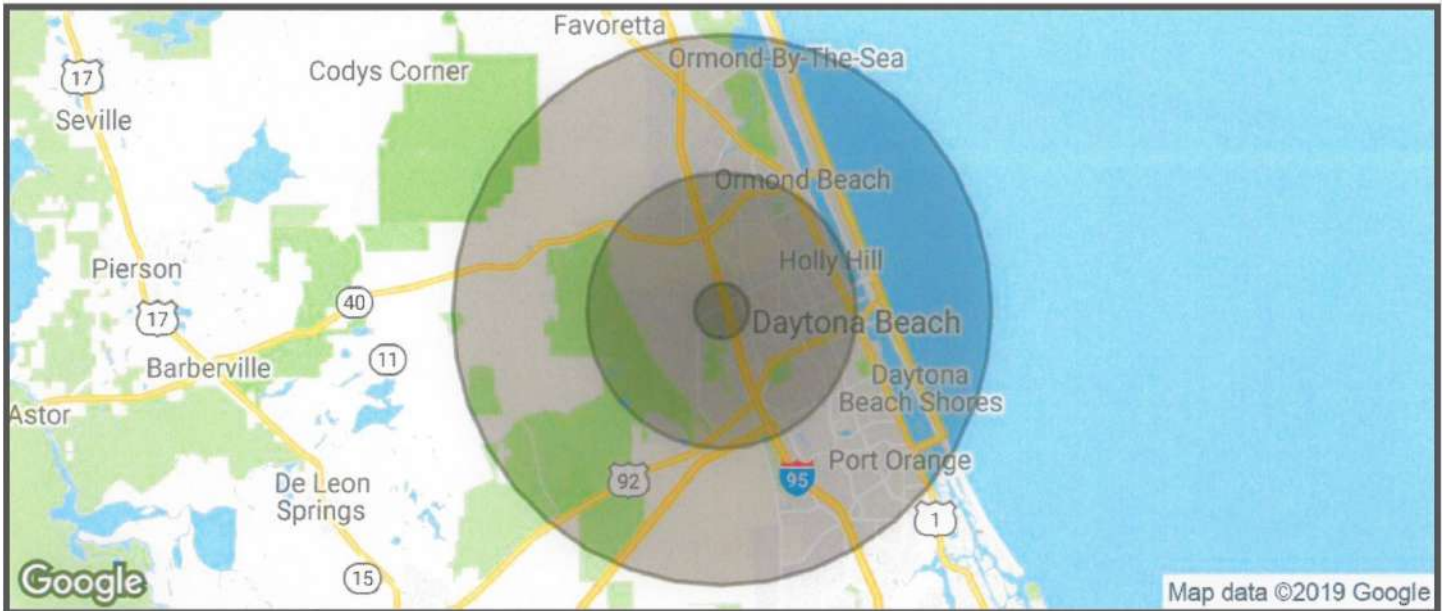 Favoretta
Ormond-By-The-Sea
Codys Corner
17
Seville
Ormond Beach
Holly Hill
Pierson
40
17
Daytona Beach
11
Barberville
Daytona
Beach Shores
Astor
Port Orange
92
95
De Leon
Springs
1
15
Google
Map data ©2019 Google